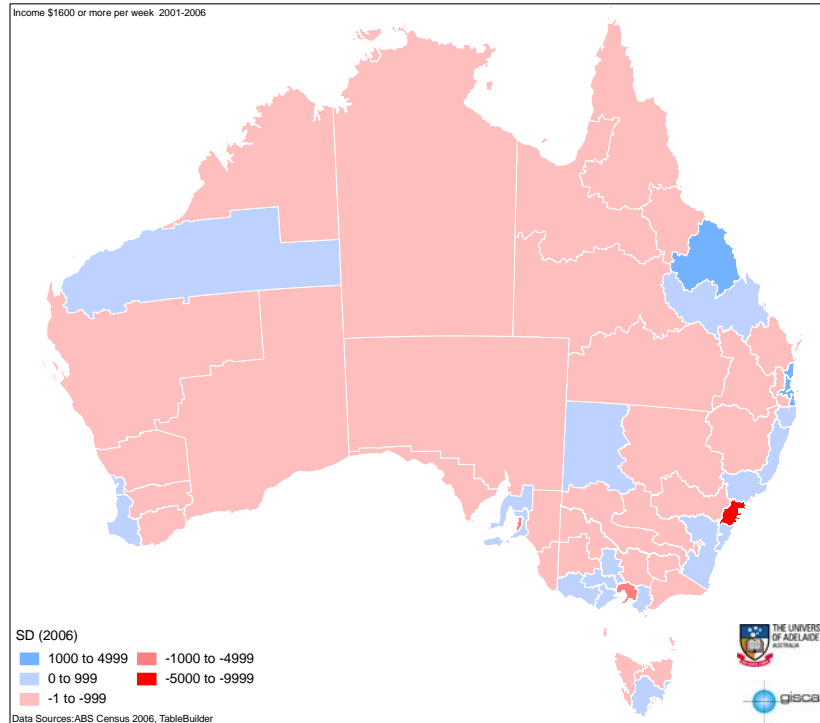 Income $1600 or more per week 2001-2006
SD (2006)
1000 to 4999
0 to 999
-1 to -999
-1000 to -4999
-5000 to -9999
THE UNIVERS
OF ADELAIDE
AUSTRALIA
gisca
Data Sources:ABS Census 2006, TableBuilder